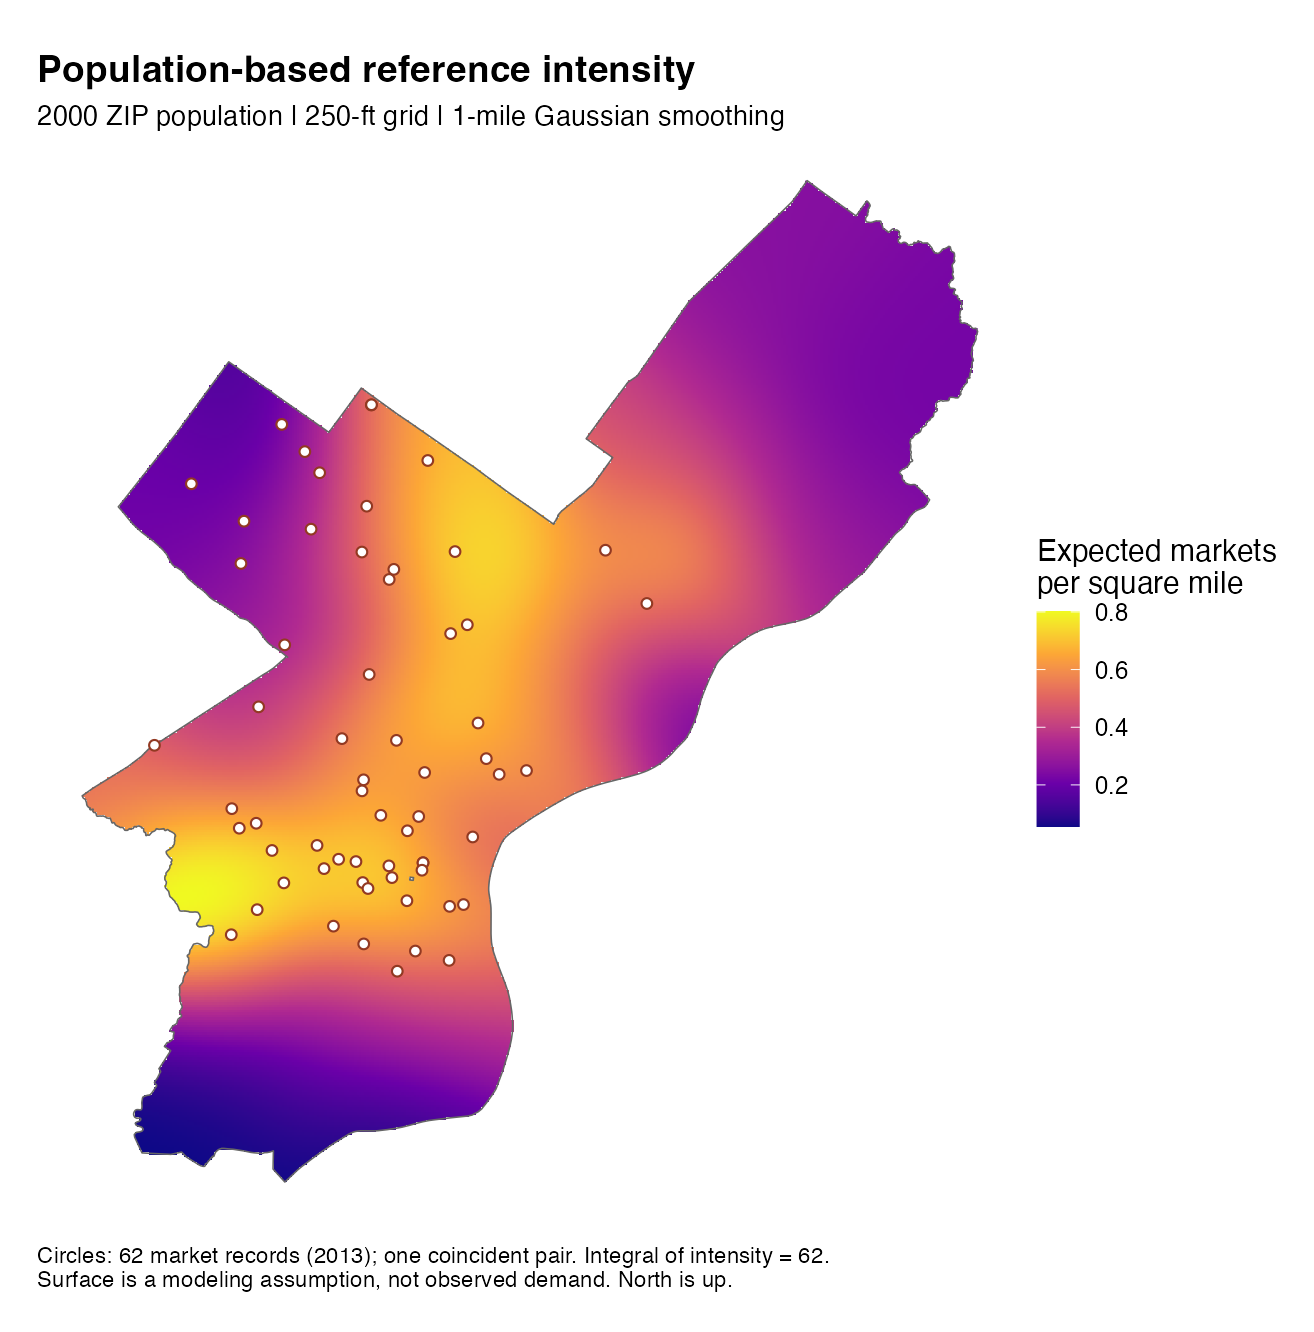 Population-based reference intensity
2000 ZIP population | 250-ft grid | 1-mile Gaussian smoothing
Expected markets
per square mile
0.8
0.6
0.4
0.2
Circles: 62 market records (2013); one coincident pair. Integral of intensity = 62.
Surface is a modeling assumption, not observed demand. North is up.